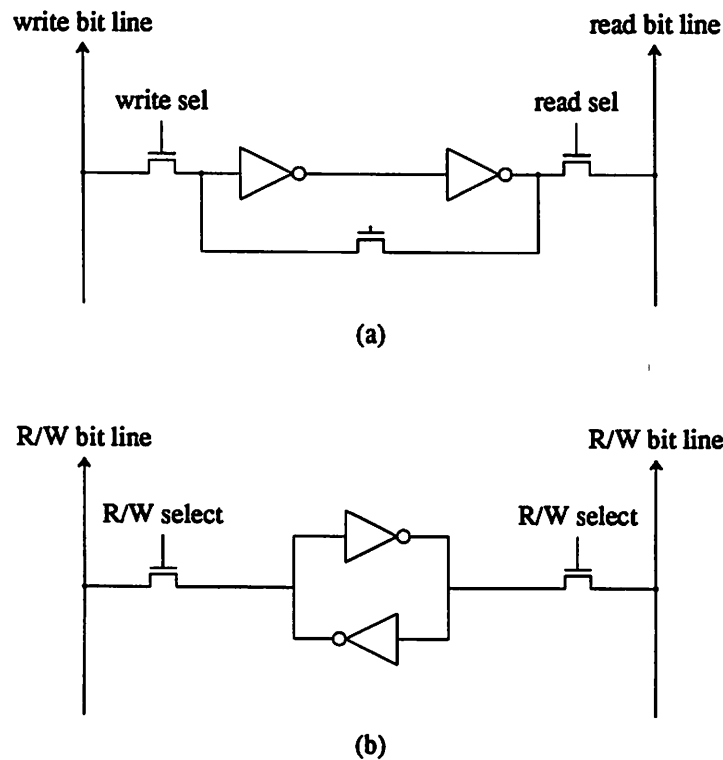 write bit line
read bit line
write sel
read sel
(a)
R/W bit line
R/W bit line
R/W select
R/W select
(b)